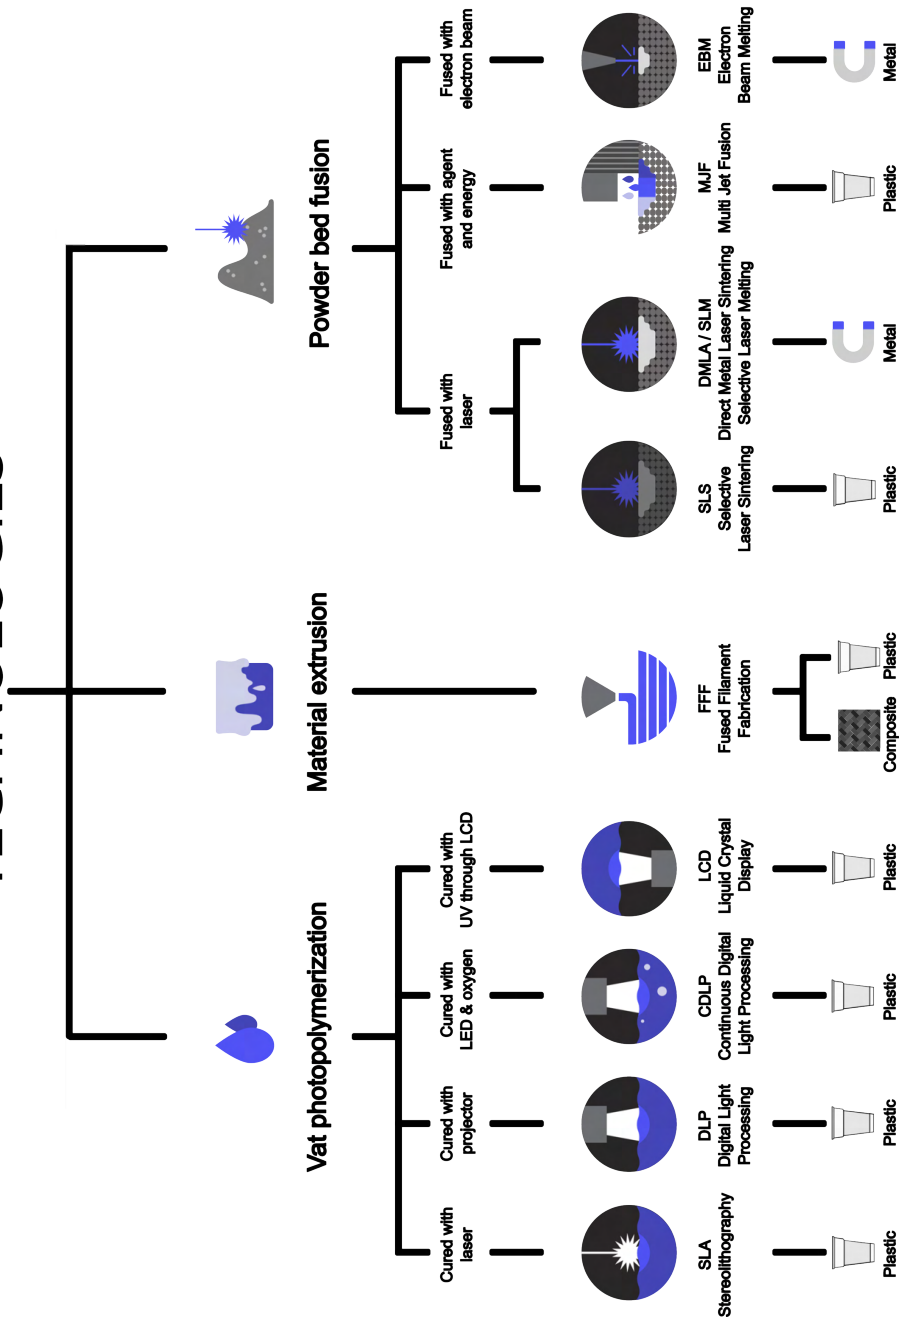 Vat photopolymerization
Material extrusion
Powder bed fusion
Cured with
laser
Cured with
projector
Cured with
LED & oxygen
Cured with
UV through LCD
Fused with
laser
Fused with agent
and energy
Fused with
electron beam
SLA
Stereolithography
DLP
Digital Light
Processing
CDLP
Continuous Digital
Light Processing
LCD
Liquid Crystal
Display
FFF
Fused Filament
Fabrication
SLS
Selective
Laser Sintering
DMLA / SLM
Direct Metal Laser Sintering
Selective Laser Melting
MJF
Multi Jet Fusion
EBM
Electron
Beam Melting
Plastic
Plastic
Plastic
Plastic
Composite
Plastic
Plastic
Metal
Plastic
Metal